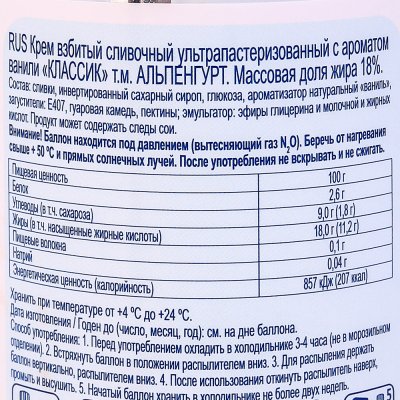 RUS Крем взбитый сливочный ультрапастеризованный с ароматом
ванили «КЛАССИК» т.м. АЛЬПЕНГУРТ. Массовая доля жира 18%.
Состав: сливки, инвертированный сахарный сироп, глюкоза, ароматизатор натуральный «ваниль»,
загустители: E407, гуаровая камедь, пектины; эмульгатор: эфиры глицерина и молочной и жирных
кислот. Продукт может содержать следы сои.
Внимание! Баллон находится под давлением (вытесняющий газ N₂O). Беречь от нагревания
свыше + 50 ºС и прямых солнечных лучей. После употребления не вскрывать и не сжигать.
Пищевая ценность 100 г
Белок 2,6 г
Углеводы (в т.ч. сахароза) 9,0 г (1,8 г)
Жиры (в т.ч. насыщенные жирные кислоты) 18,0 г (11,2 г)
Пищевые волокна 0,1 г
Натрий 0,04 г
Энергетическая ценность (калорийность) 857 кДж (207 ккал)
Хранить при температуре от +4 ºС до +24 ºС.
Дата изготовления / Годен до (число, месяц, год): см. на дне баллона.
Способ употребления: 1. Перед употреблением охладить в холодильнике 3-4 часа (не в морозильном
отделении). 2. Встряхнуть баллон в положении распылителем вниз. 3. Для распыления держать
баллон вертикально, распылителем вниз. 4. После использования откинуть распылитель наверх,
промыть и высушить. 5. Начатый баллон хранить в холодильнике не более двух недель.
5